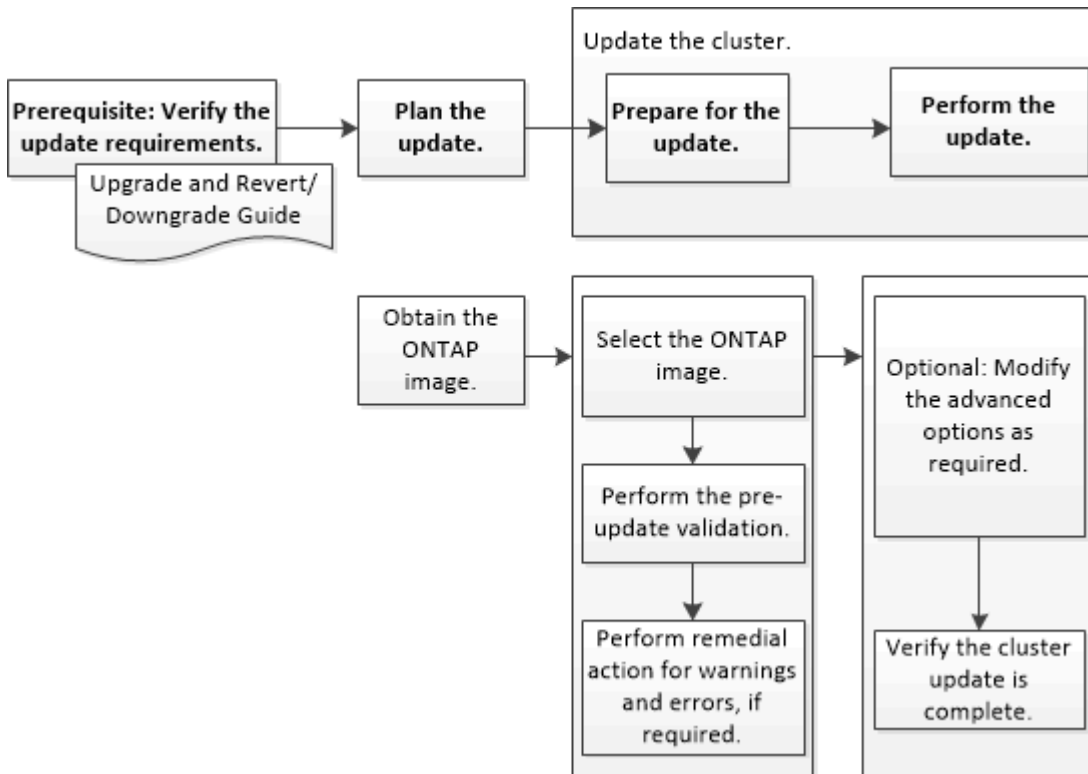 Update the cluster.
Prerequisite: Verify the
update requirements.
Upgrade and Revert/
Downgrade Guide
Plan the
update.
Prepare for the
update.
Perform the
update.
Obtain the
ONTAP
image.
Select the ONTAP
image.
Perform the pre-
update validation.
Perform remedial
action for warnings
and errors, if
required.
Optional: Modify
the advanced
options as
required.
Verify the cluster
update is
complete.